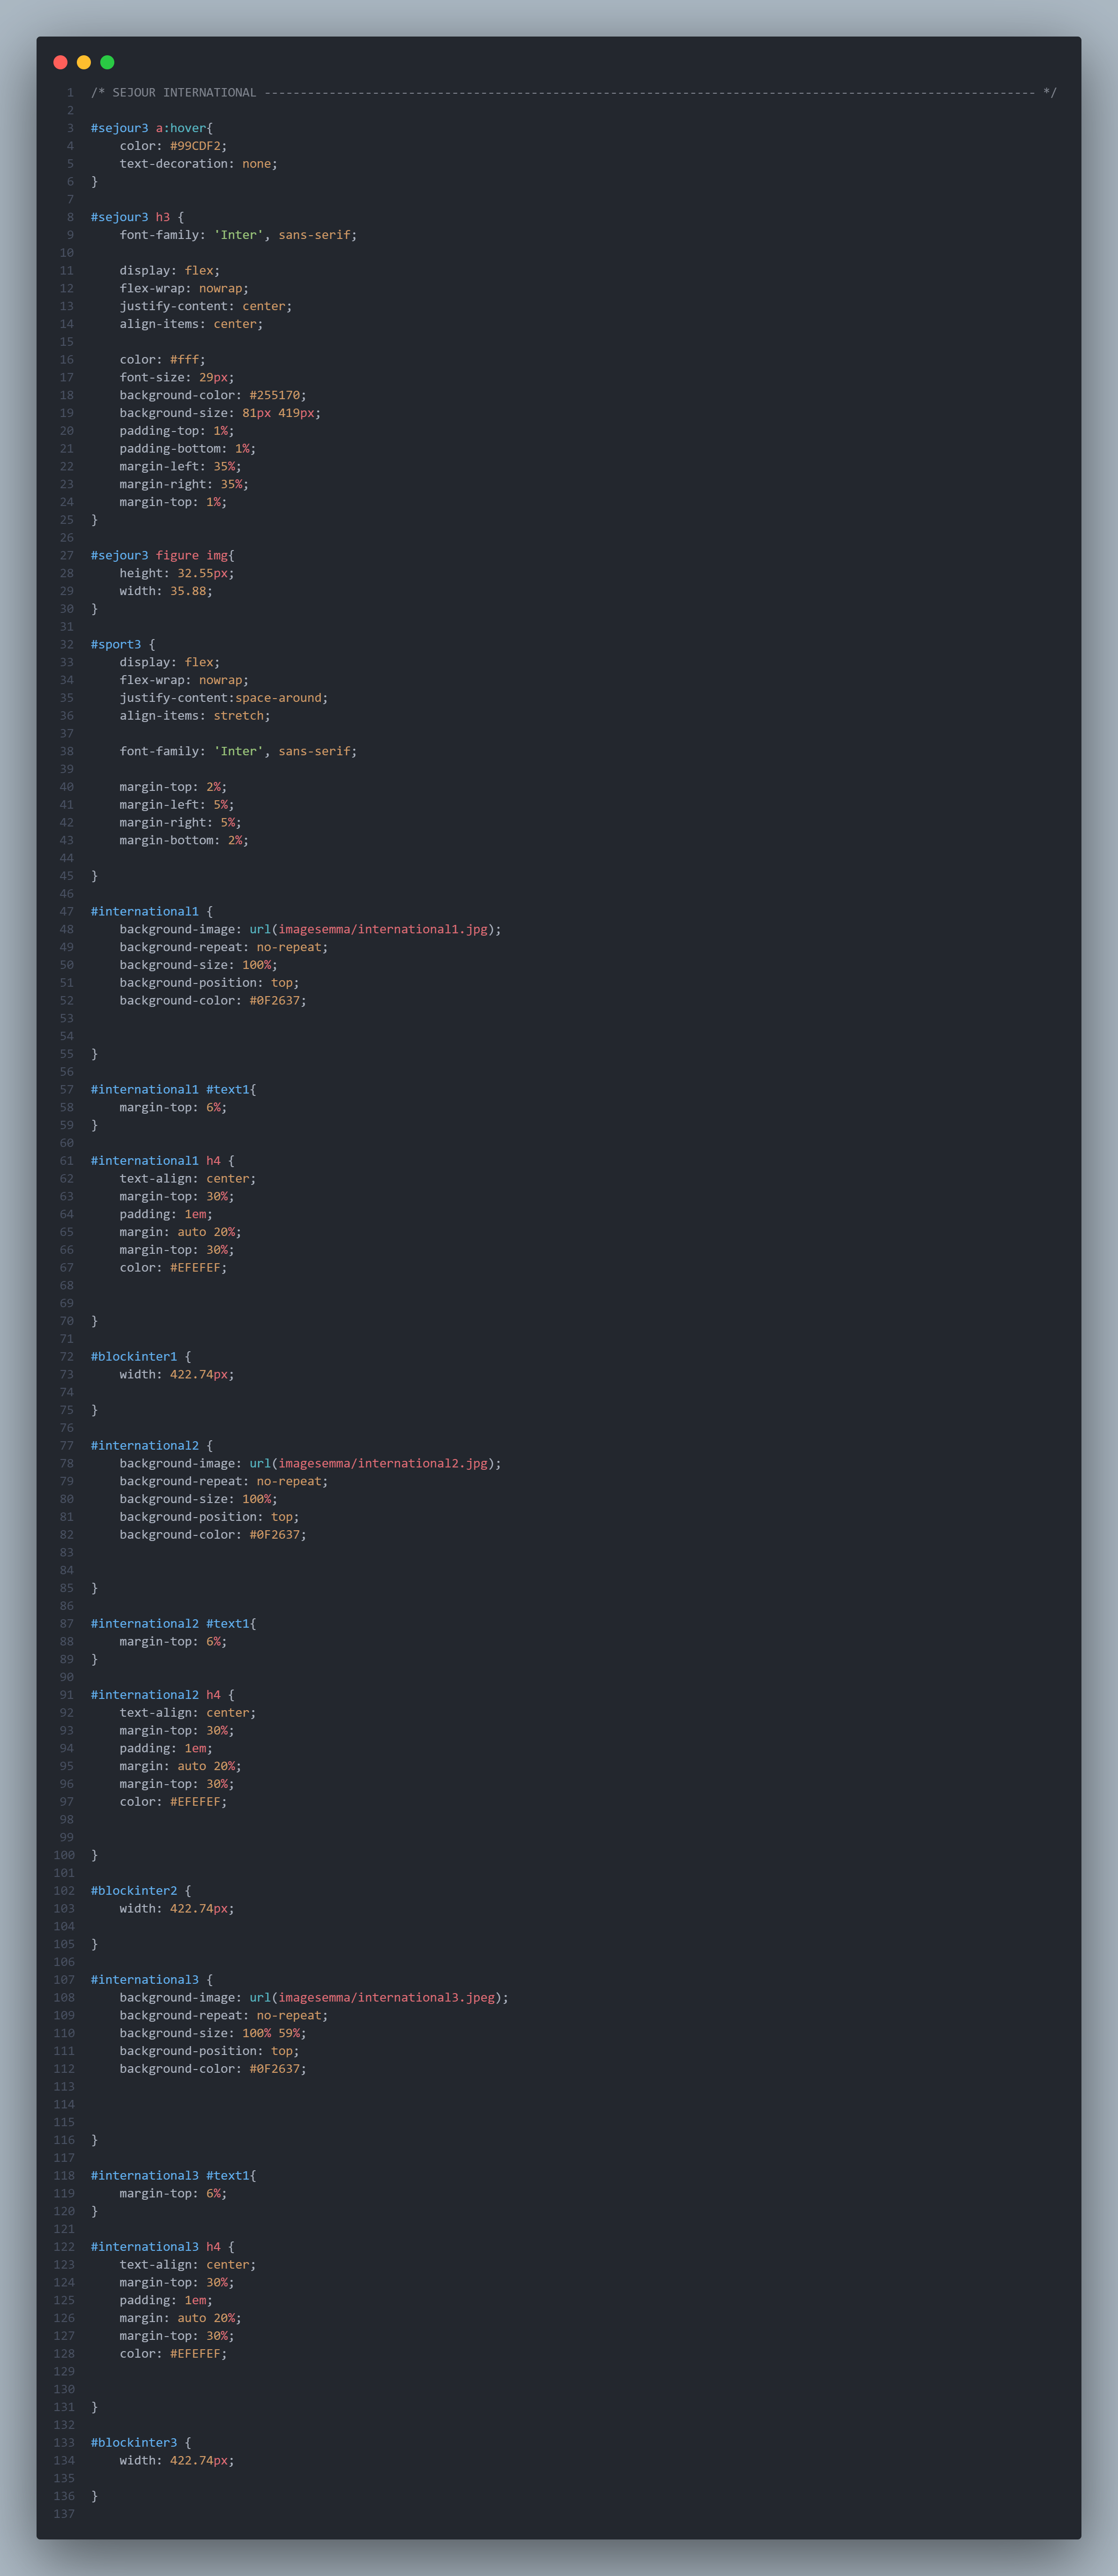 1 /* SEJOUR INTERNATIONAL ----------------------------------------------------------------------------------------------------------- */
2
3 #sejour3 a:hover{
4     color: #99CDF2;
5     text-decoration: none;
6 }
7
8 #sejour3 h3 {
9     font-family: 'Inter', sans-serif;
10
11     display: flex;
12     flex-wrap: nowrap;
13     justify-content: center;
14     align-items: center;
15
16     color: #fff;
17     font-size: 29px;
18     background-color: #255170;
19     background-size: 81px 419px;
20     padding-top: 1%;
21     padding-bottom: 1%;
22     margin-left: 35%;
23     margin-right: 35%;
24     margin-top: 1%;
25 }
26
27 #sejour3 figure img{
28     height: 32.55px;
29     width: 35.88;
30 }
31
32 #sport3 {
33     display: flex;
34     flex-wrap: nowrap;
35     justify-content:space-around;
36     align-items: stretch;
37
38     font-family: 'Inter', sans-serif;
39
40     margin-top: 2%;
41     margin-left: 5%;
42     margin-right: 5%;
43     margin-bottom: 2%;
44
45 }
46
47 #international1 {
48     background-image: url(imagesemma/international1.jpg);
49     background-repeat: no-repeat;
50     background-size: 100%;
51     background-position: top;
52     background-color: #0F2637;
53
54
55 }
56
57 #international1 #text1{
58     margin-top: 6%;
59 }
60
61 #international1 h4 {
62     text-align: center;
63     margin-top: 30%;
64     padding: 1em;
65     margin: auto 20%;
66     margin-top: 30%;
67     color: #EFEFEF;
68
69
70 }
71
72 #blockinter1 {
73     width: 422.74px;
74
75 }
76
77 #international2 {
78     background-image: url(imagesemma/international2.jpg);
79     background-repeat: no-repeat;
80     background-size: 100%;
81     background-position: top;
82     background-color: #0F2637;
83
84
85 }
86
87 #international2 #text1{
88     margin-top: 6%;
89 }
90
91 #international2 h4 {
92     text-align: center;
93     margin-top: 30%;
94     padding: 1em;
95     margin: auto 20%;
96     margin-top: 30%;
97     color: #EFEFEF;
98
99
100 }
101
102 #blockinter2 {
103     width: 422.74px;
104
105 }
106
107 #international3 {
108     background-image: url(imagesemma/international3.jpeg);
109     background-repeat: no-repeat;
110     background-size: 100% 59%;
111     background-position: top;
112     background-color: #0F2637;
113
114
115
116 }
117
118 #international3 #text1{
119     margin-top: 6%;
120 }
121
122 #international3 h4 {
123     text-align: center;
124     margin-top: 30%;
125     padding: 1em;
126     margin: auto 20%;
127     margin-top: 30%;
128     color: #EFEFEF;
129
130
131 }
132
133 #blockinter3 {
134     width: 422.74px;
135
136 }
137